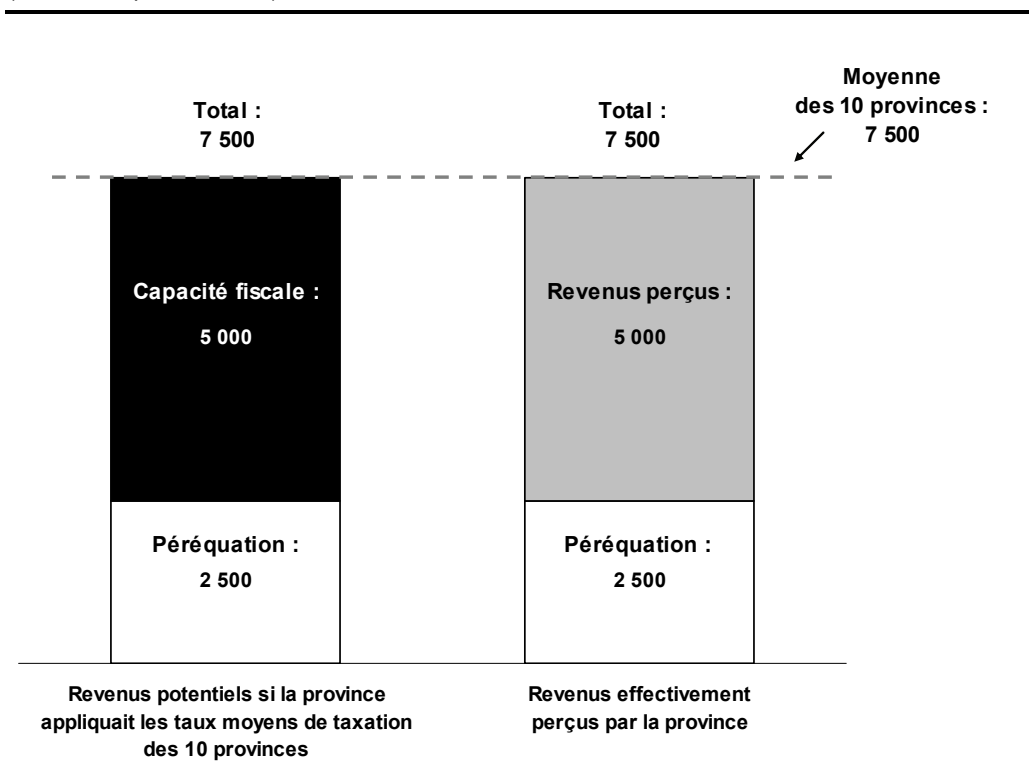 Moyenne
des 10 provinces :
7 500
Total :
7 500
Total :
7 500
Capacité fiscale :
5 000
Revenus perçus :
5 000
Péréquation :
2 500
Péréquation :
2 500
Revenus potentiels si la province
appliquait les taux moyens de taxation
des 10 provinces
Revenus effectivement
perçus par la province